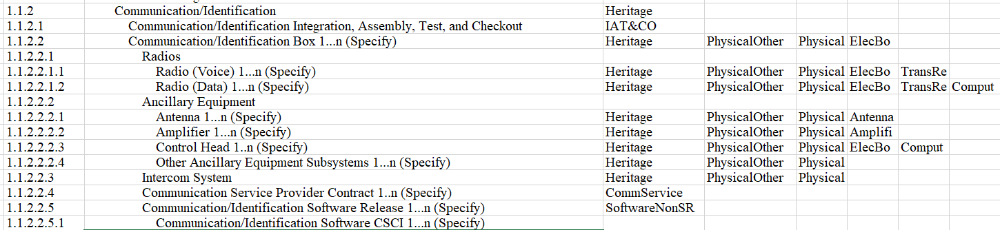 1.1.2 Communication/Identification Heritage
1.1.2.1 Communication/Identification Integration, Assembly, Test, and Checkout IAT&CO
1.1.2.2 Communication/Identification Box 1...n (Specify) Heritage PhysicalOther Physical ElecBo
1.1.2.2.1 Radios
1.1.2.2.1.1 Radio (Voice) 1...n (Specify) Heritage PhysicalOther Physical ElecBo TransRe
1.1.2.2.1.2 Radio (Data) 1...n (Specify) Heritage PhysicalOther Physical ElecBo TransRe Comput
1.1.2.2.2 Ancillary Equipment
1.1.2.2.2.1 Antenna 1...n (Specify) Heritage PhysicalOther Physical Antenna
1.1.2.2.2.2 Amplifier 1...n (Specify) Heritage PhysicalOther Physical Amplifi
1.1.2.2.2.3 Control Head 1..n (Specify) Heritage PhysicalOther Physical ElecBo Comput
1.1.2.2.2.4 Other Ancillary Equipment Subsystems 1...n (Specify) Heritage PhysicalOther Physical
1.1.2.2.3 Intercom System Heritage PhysicalOther Physical
1.1.2.2.4 Communication Service Provider Contract 1..n (Specify) CommService
1.1.2.2.5 Communication/Identification Software Release 1...n (Specify) SoftwareNonSR
1.1.2.2.5.1 Communication/Identification Software CSCI 1...n (Specify)